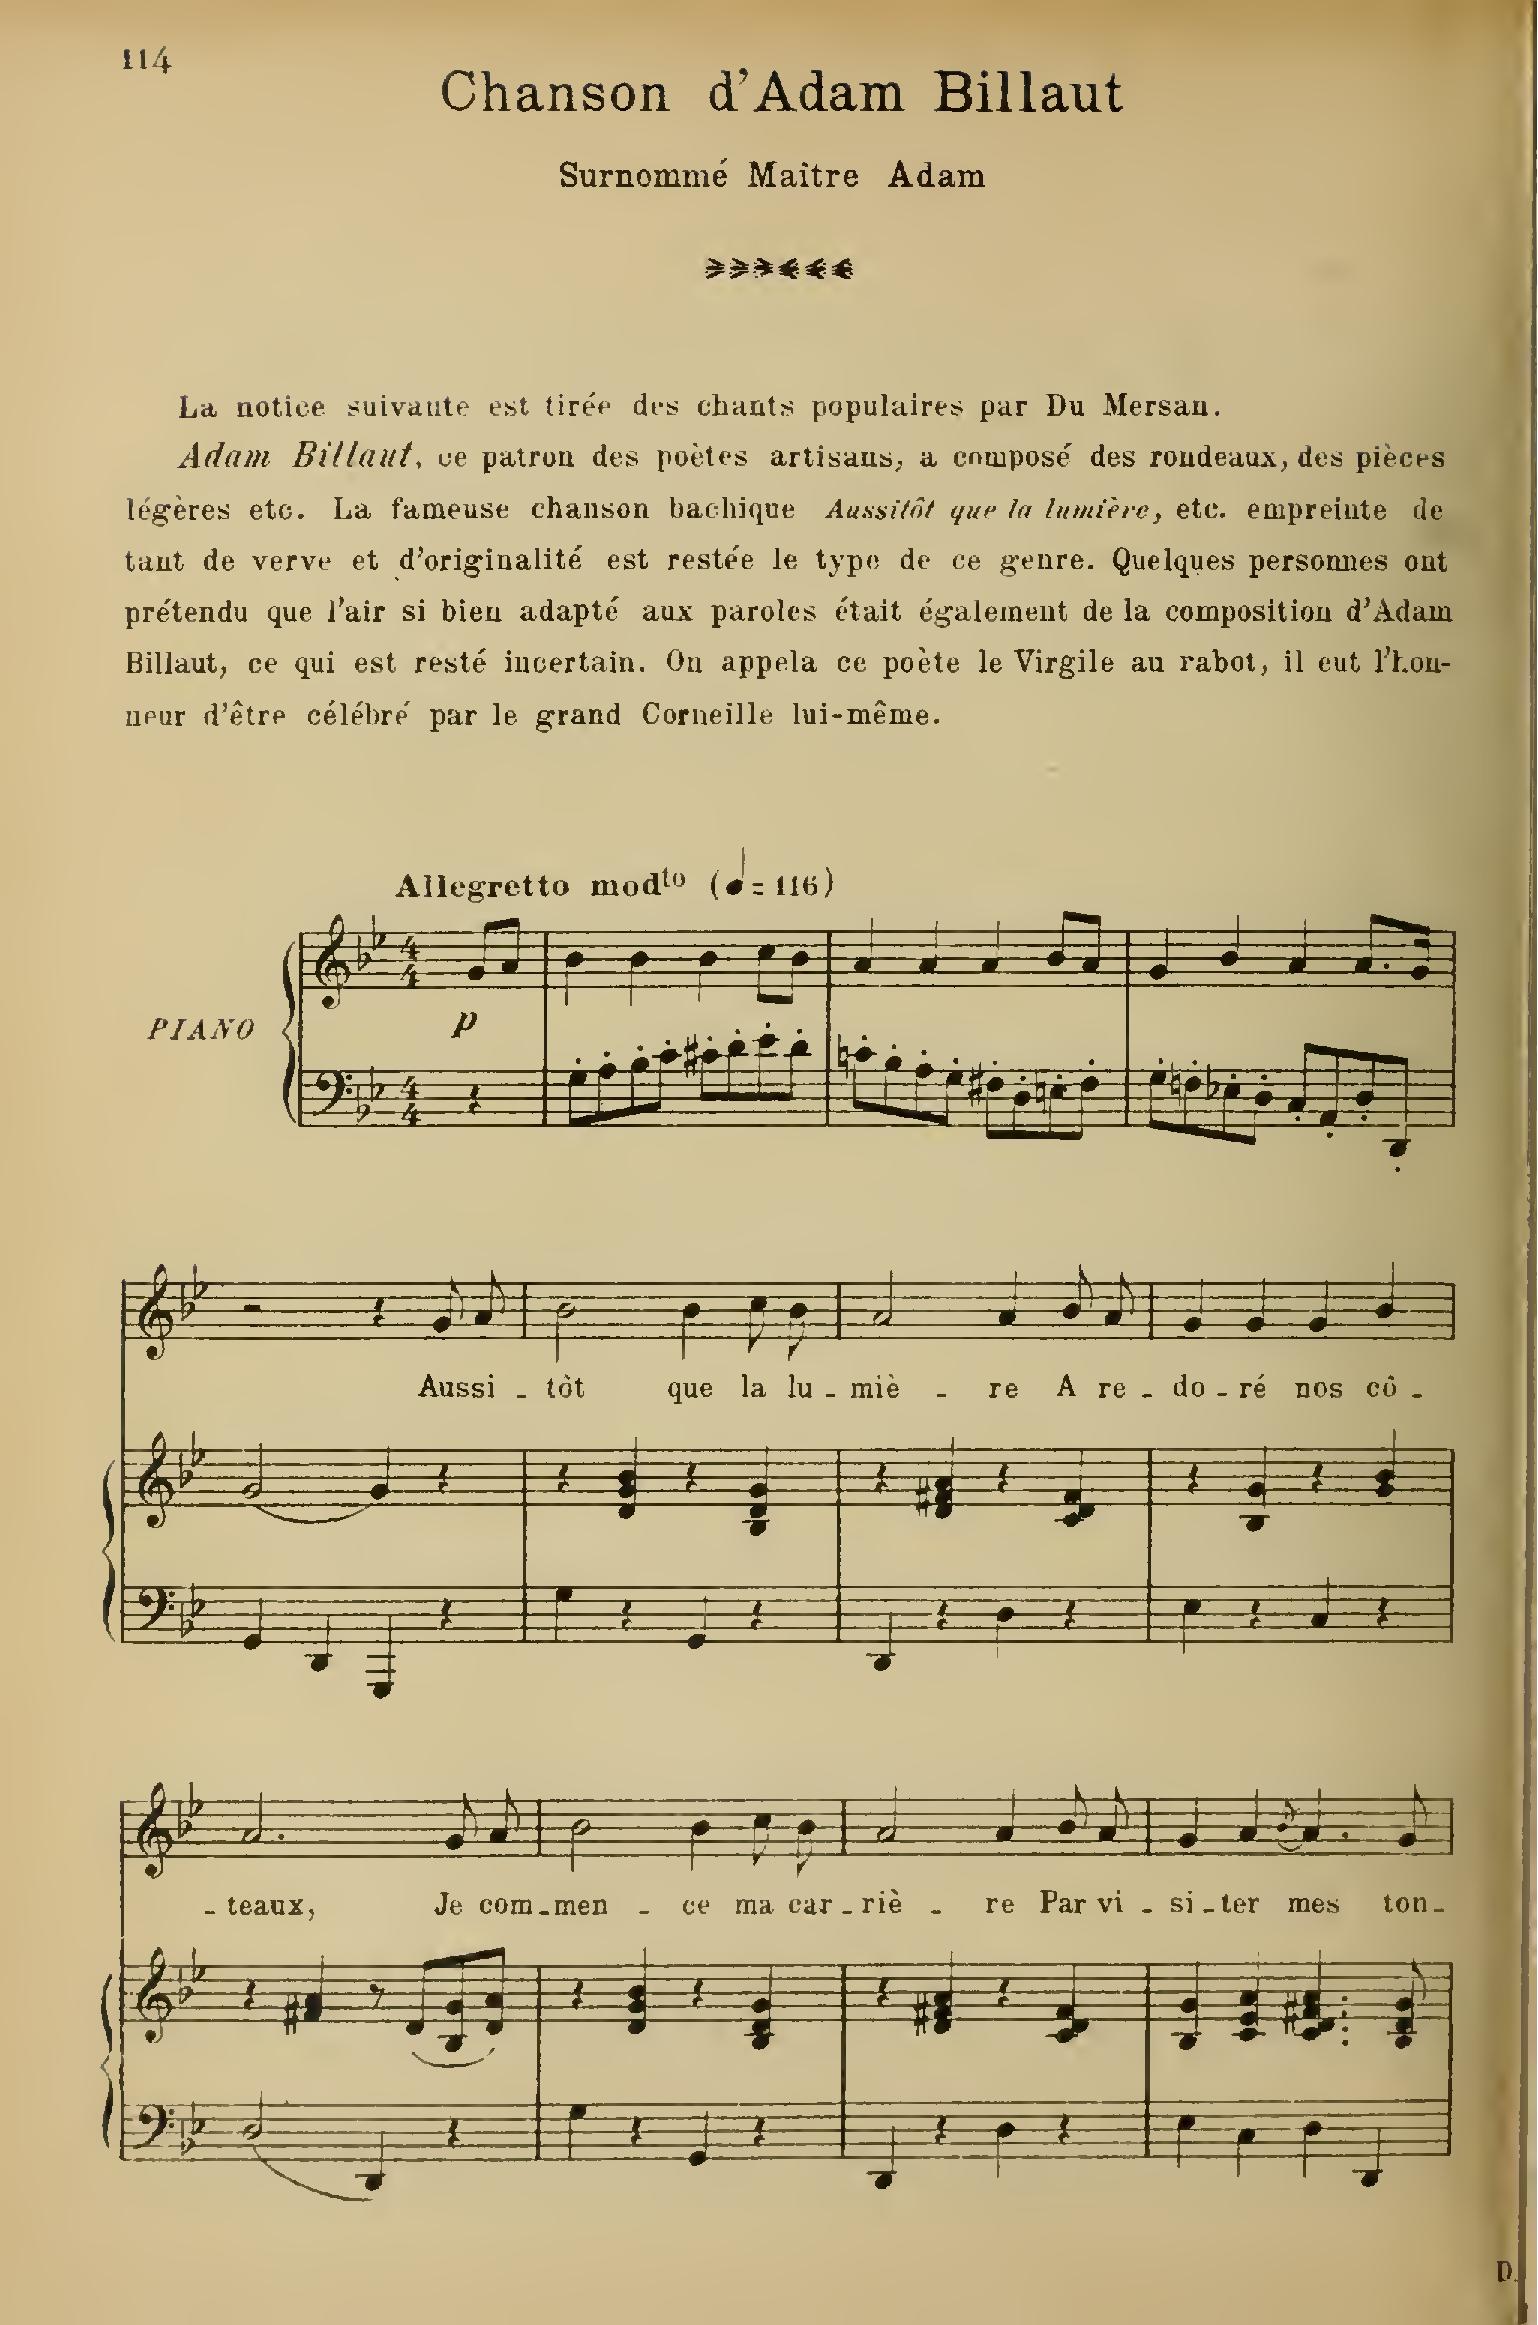 114
Chanson d'Adam Billaut
Surnommé Maître Adam
La notice suivante est tirée des chants populaires par Du Mersan.
Adam Billaut, ce patron des poètes artisans, a composé des rondeaux, des pièces
légères etc. La fameuse chanson bachique Aussitôt que la lumière, etc. empreinte de
tant de verve et d'originalité est restée le type de ce genre. Quelques personnes ont
prétendu que l'air si bien adapté aux paroles était également de la composition d'Adam
Billaut, ce qui est resté incertain. On appela ce poète le Virgile au rabot, il eut l'hon-
neur d'être célébré par le grand Corneille lui-même.
Allegretto modto (♩ = 116)
PIANO
p
Aussi - tôt que la lu - miè - re A re - do - ré nos cô -
- teaux, Je com - men - ce ma car - riè - re Par vi - si - ter mes ton -
D.